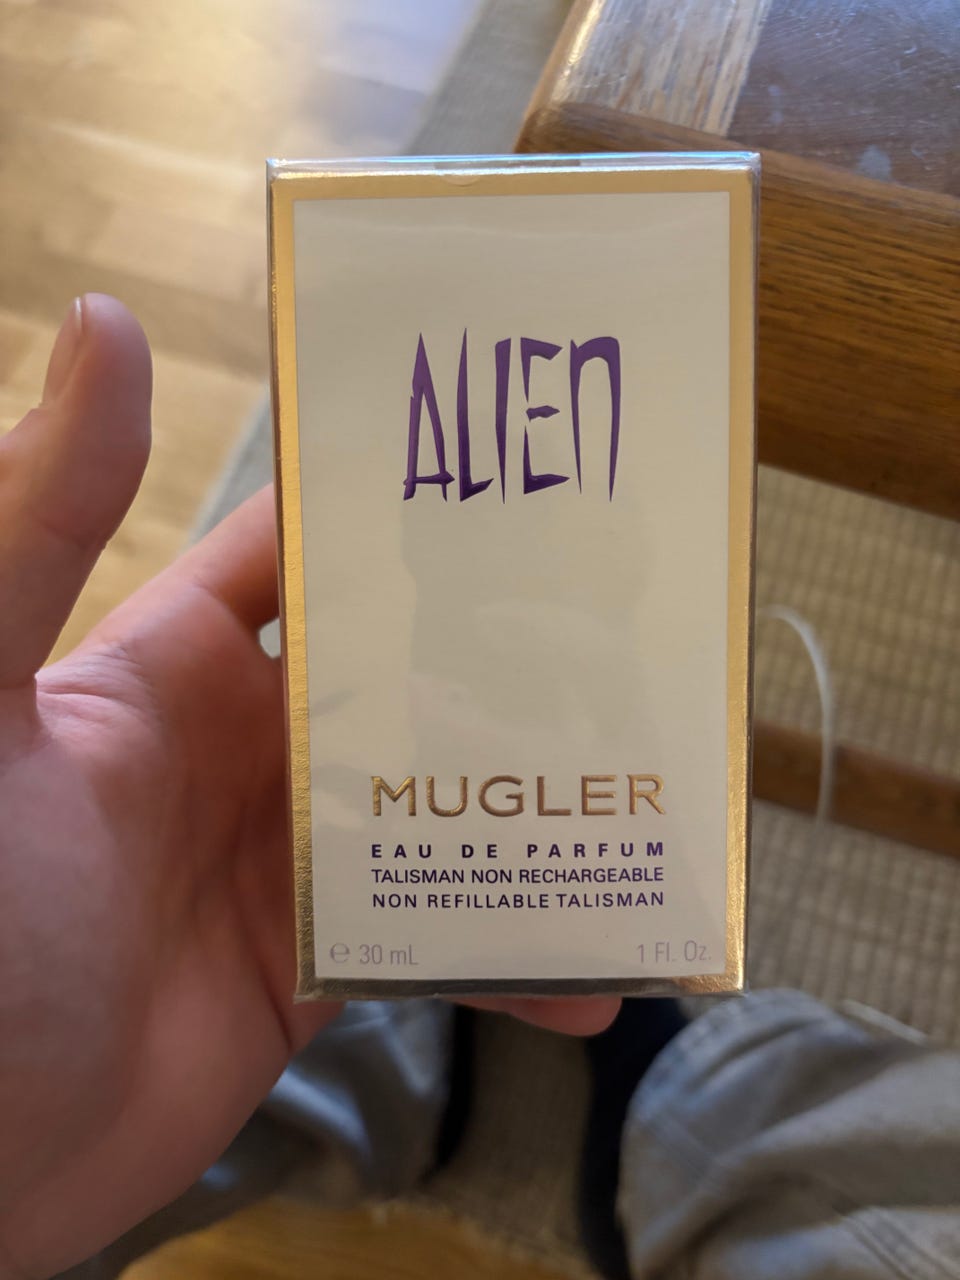 ALIEN
MUGLER
EAU DE PARFUM
TALISMAN NON RECHARGEABLE
NON REFILLABLE TALISMAN
℮ 30 mL 1 Fl. Oz.